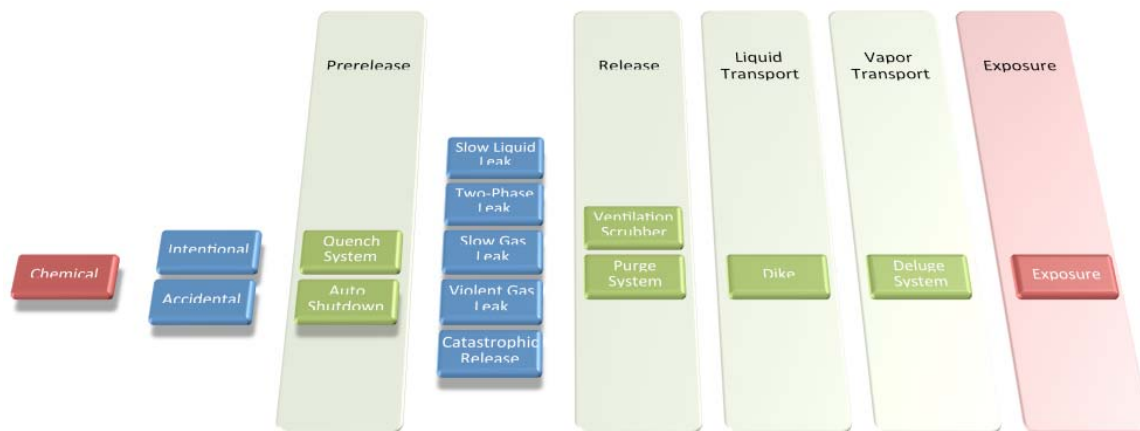 Prerelease
Release
Liquid
Transport
Vapor
Transport
Exposure
Chemical
Intentional
Accidental
Quench
System
Auto
Shutdown
Slow Liquid
Leak
Two-Phase
Leak
Slow Gas
Leak
Violent Gas
Leak
Catastrophic
Release
Ventilation
Scrubber
Purge
System
Dike
Deluge
System
Exposure